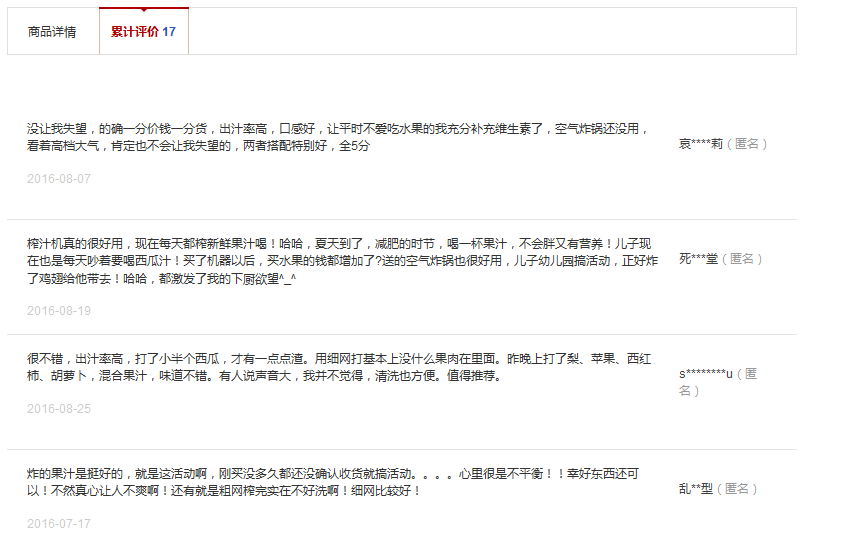 商品详情
累计评价 17
没让我失望，的确一分价钱一分货，出汁率高，口感好，让平时不爱吃水果的我充分补充维生素了，空气炸锅还没用，
看着高档大气，肯定也不会让我失望的，两者搭配特别好，全5分
哀****莉（匿名）
2016-08-07
榨汁机真的很好用，现在每天都榨新鲜果汁喝！哈哈，夏天到了，减肥的时节，喝一杯果汁，不会胖又有营养！儿子现
在也是每天吵着要喝西瓜汁！买了机器以后，买水果的钱都增加了?送的空气炸锅也很好用，儿子幼儿园搞活动，正好炸
了鸡翅给他带去！哈哈，都激发了我的下厨欲望^_^
死***堂（匿名）
2016-08-19
很不错，出汁率高，打了小半个西瓜，才有一点点渣。用细网打基本上没什么果肉在里面。昨晚上打了梨、苹果、西红
柿、胡萝卜，混合果汁，味道不错。有人说声音大，我并不觉得，清洗也方便。值得推荐。
s********u（匿
名）
2016-08-25
炸的果汁是挺好的，就是这活动啊，刚买没多久都还没确认收货就搞活动。。。。心里很是不平衡！！幸好东西还可
以！不然真心让人不爽啊！还有就是粗网榨完实在不好洗啊！细网比较好！
乱**型（匿名）
2016-07-17